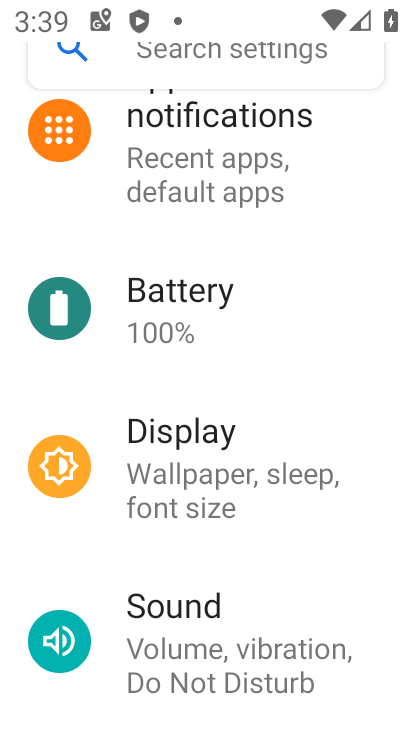 3:39
Search settings
notifications
Recent apps,
default apps
Battery
100%
Display
Wallpaper, sleep,
font size
Sound
Volume, vibration,
Do Not Disturb